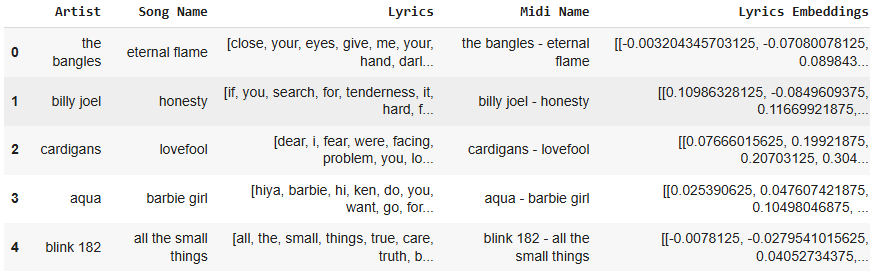 Artist Song Name Lyrics Midi Name Lyrics Embeddings
0 the bangles eternal flame [close, your, eyes, give, me, your, hand, darl... the bangles - eternal flame [[-0.003204345703125, -0.07080078125, 0.089843...
1 billy joel honesty [if, you, search, for, tenderness, it, hard, f... billy joel - honesty [[0.10986328125, -0.0849609375, 0.11669921875,...
2 cardigans lovefool [dear, i, fear, were, facing, problem, you, lo... cardigans - lovefool [[0.07666015625, 0.19921875, 0.20703125, 0.304...
3 aqua barbie girl [hiya, barbie, hi, ken, do, you, want, go, for... aqua - barbie girl [[0.025390625, 0.047607421875, 0.10498046875, ...
4 blink 182 all the small things [all, the, small, things, true, care, truth, b... blink 182 - all the small things [[-0.0078125, -0.0279541015625, 0.04052734375,...